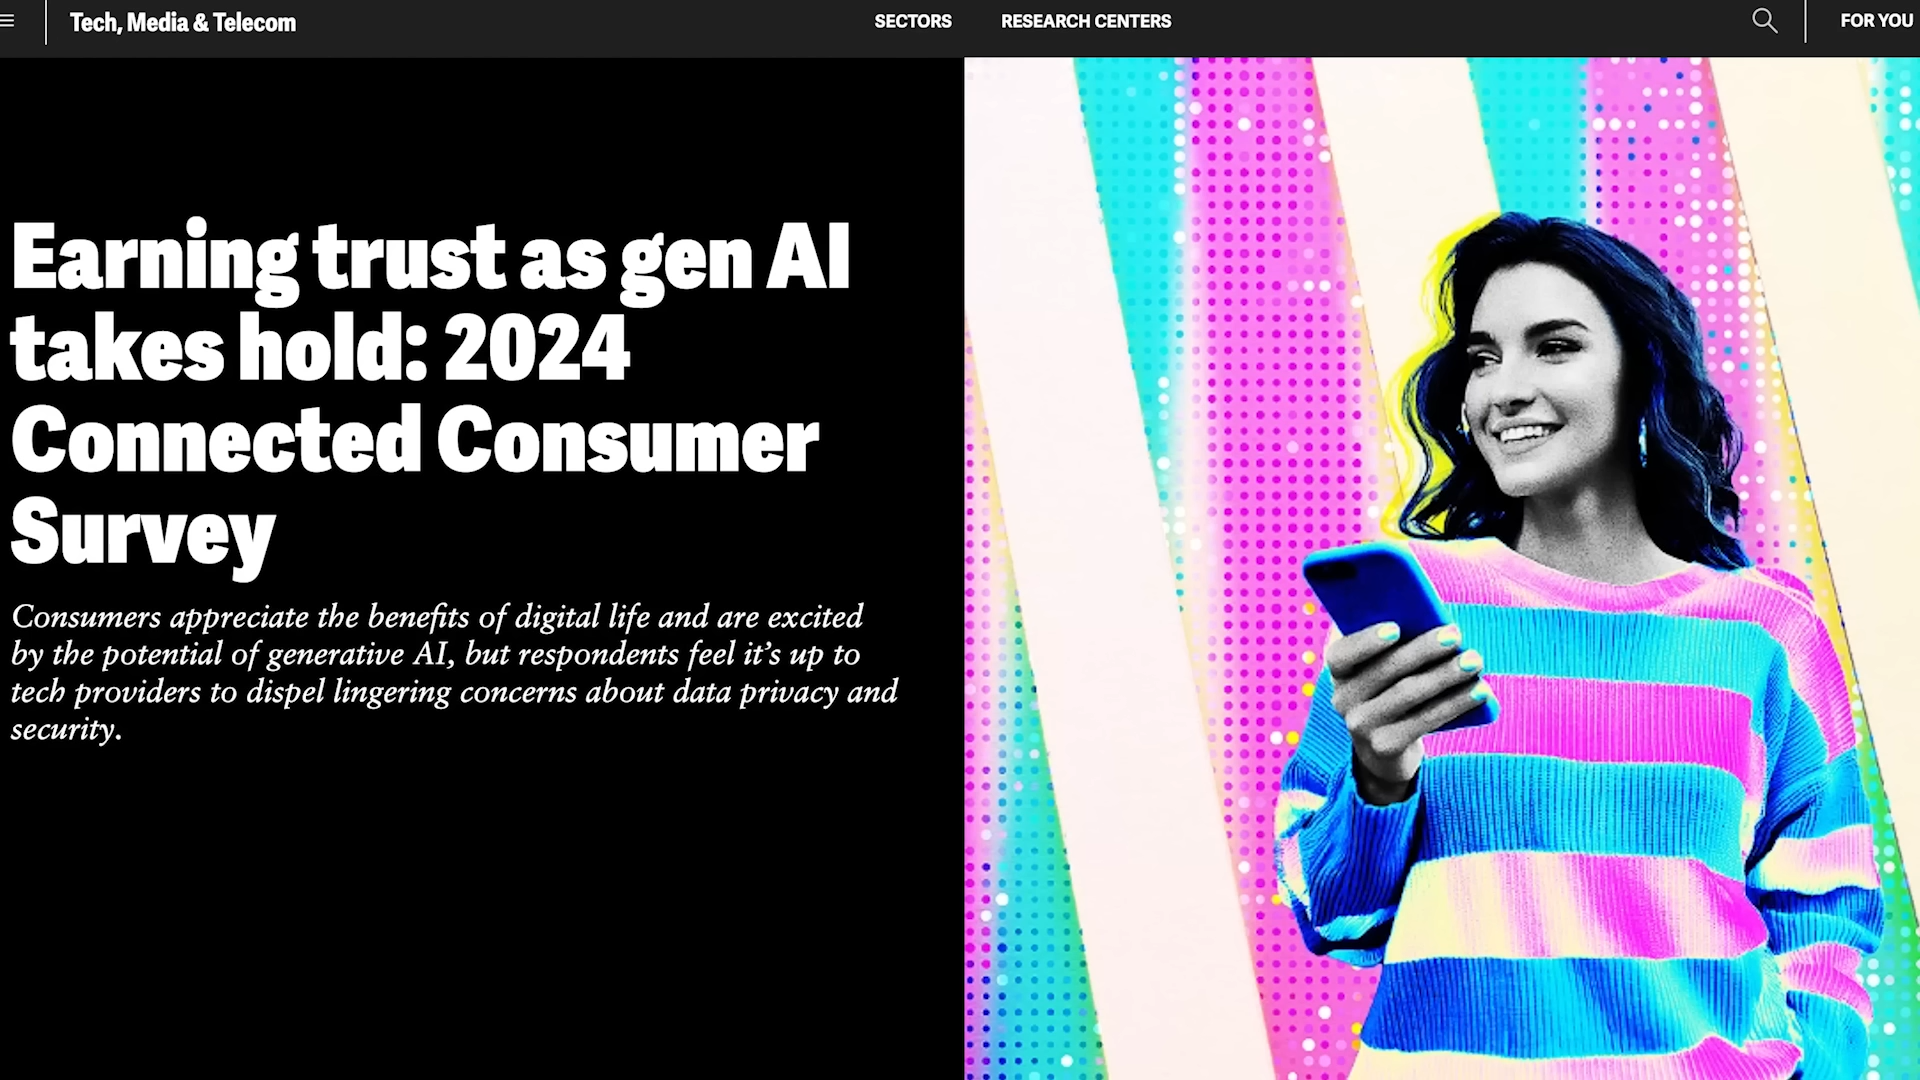 Tech, Media & Telecom
SECTORS
RESEARCH CENTERS
FOR YOU
Earning trust as gen AI
takes hold: 2024
Connected Consumer
Survey
Consumers appreciate the benefits of digital life and are excited
by the potential of generative AI, but respondents feel it’s up to
tech providers to dispel lingering concerns about data privacy and
security.